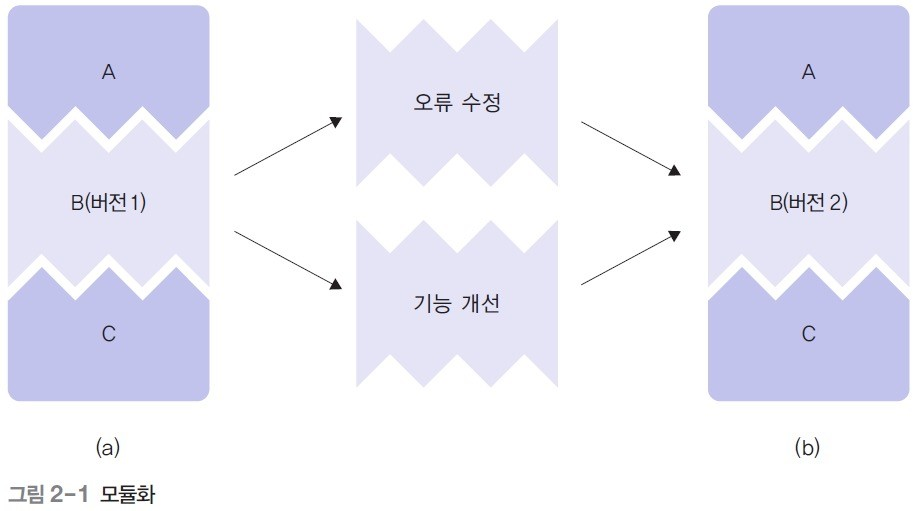 A
B(버전1)
C
(a)
오류 수정
기능 개선
A
B(버전 2)
C
(b)
그림 2-1 모듈화